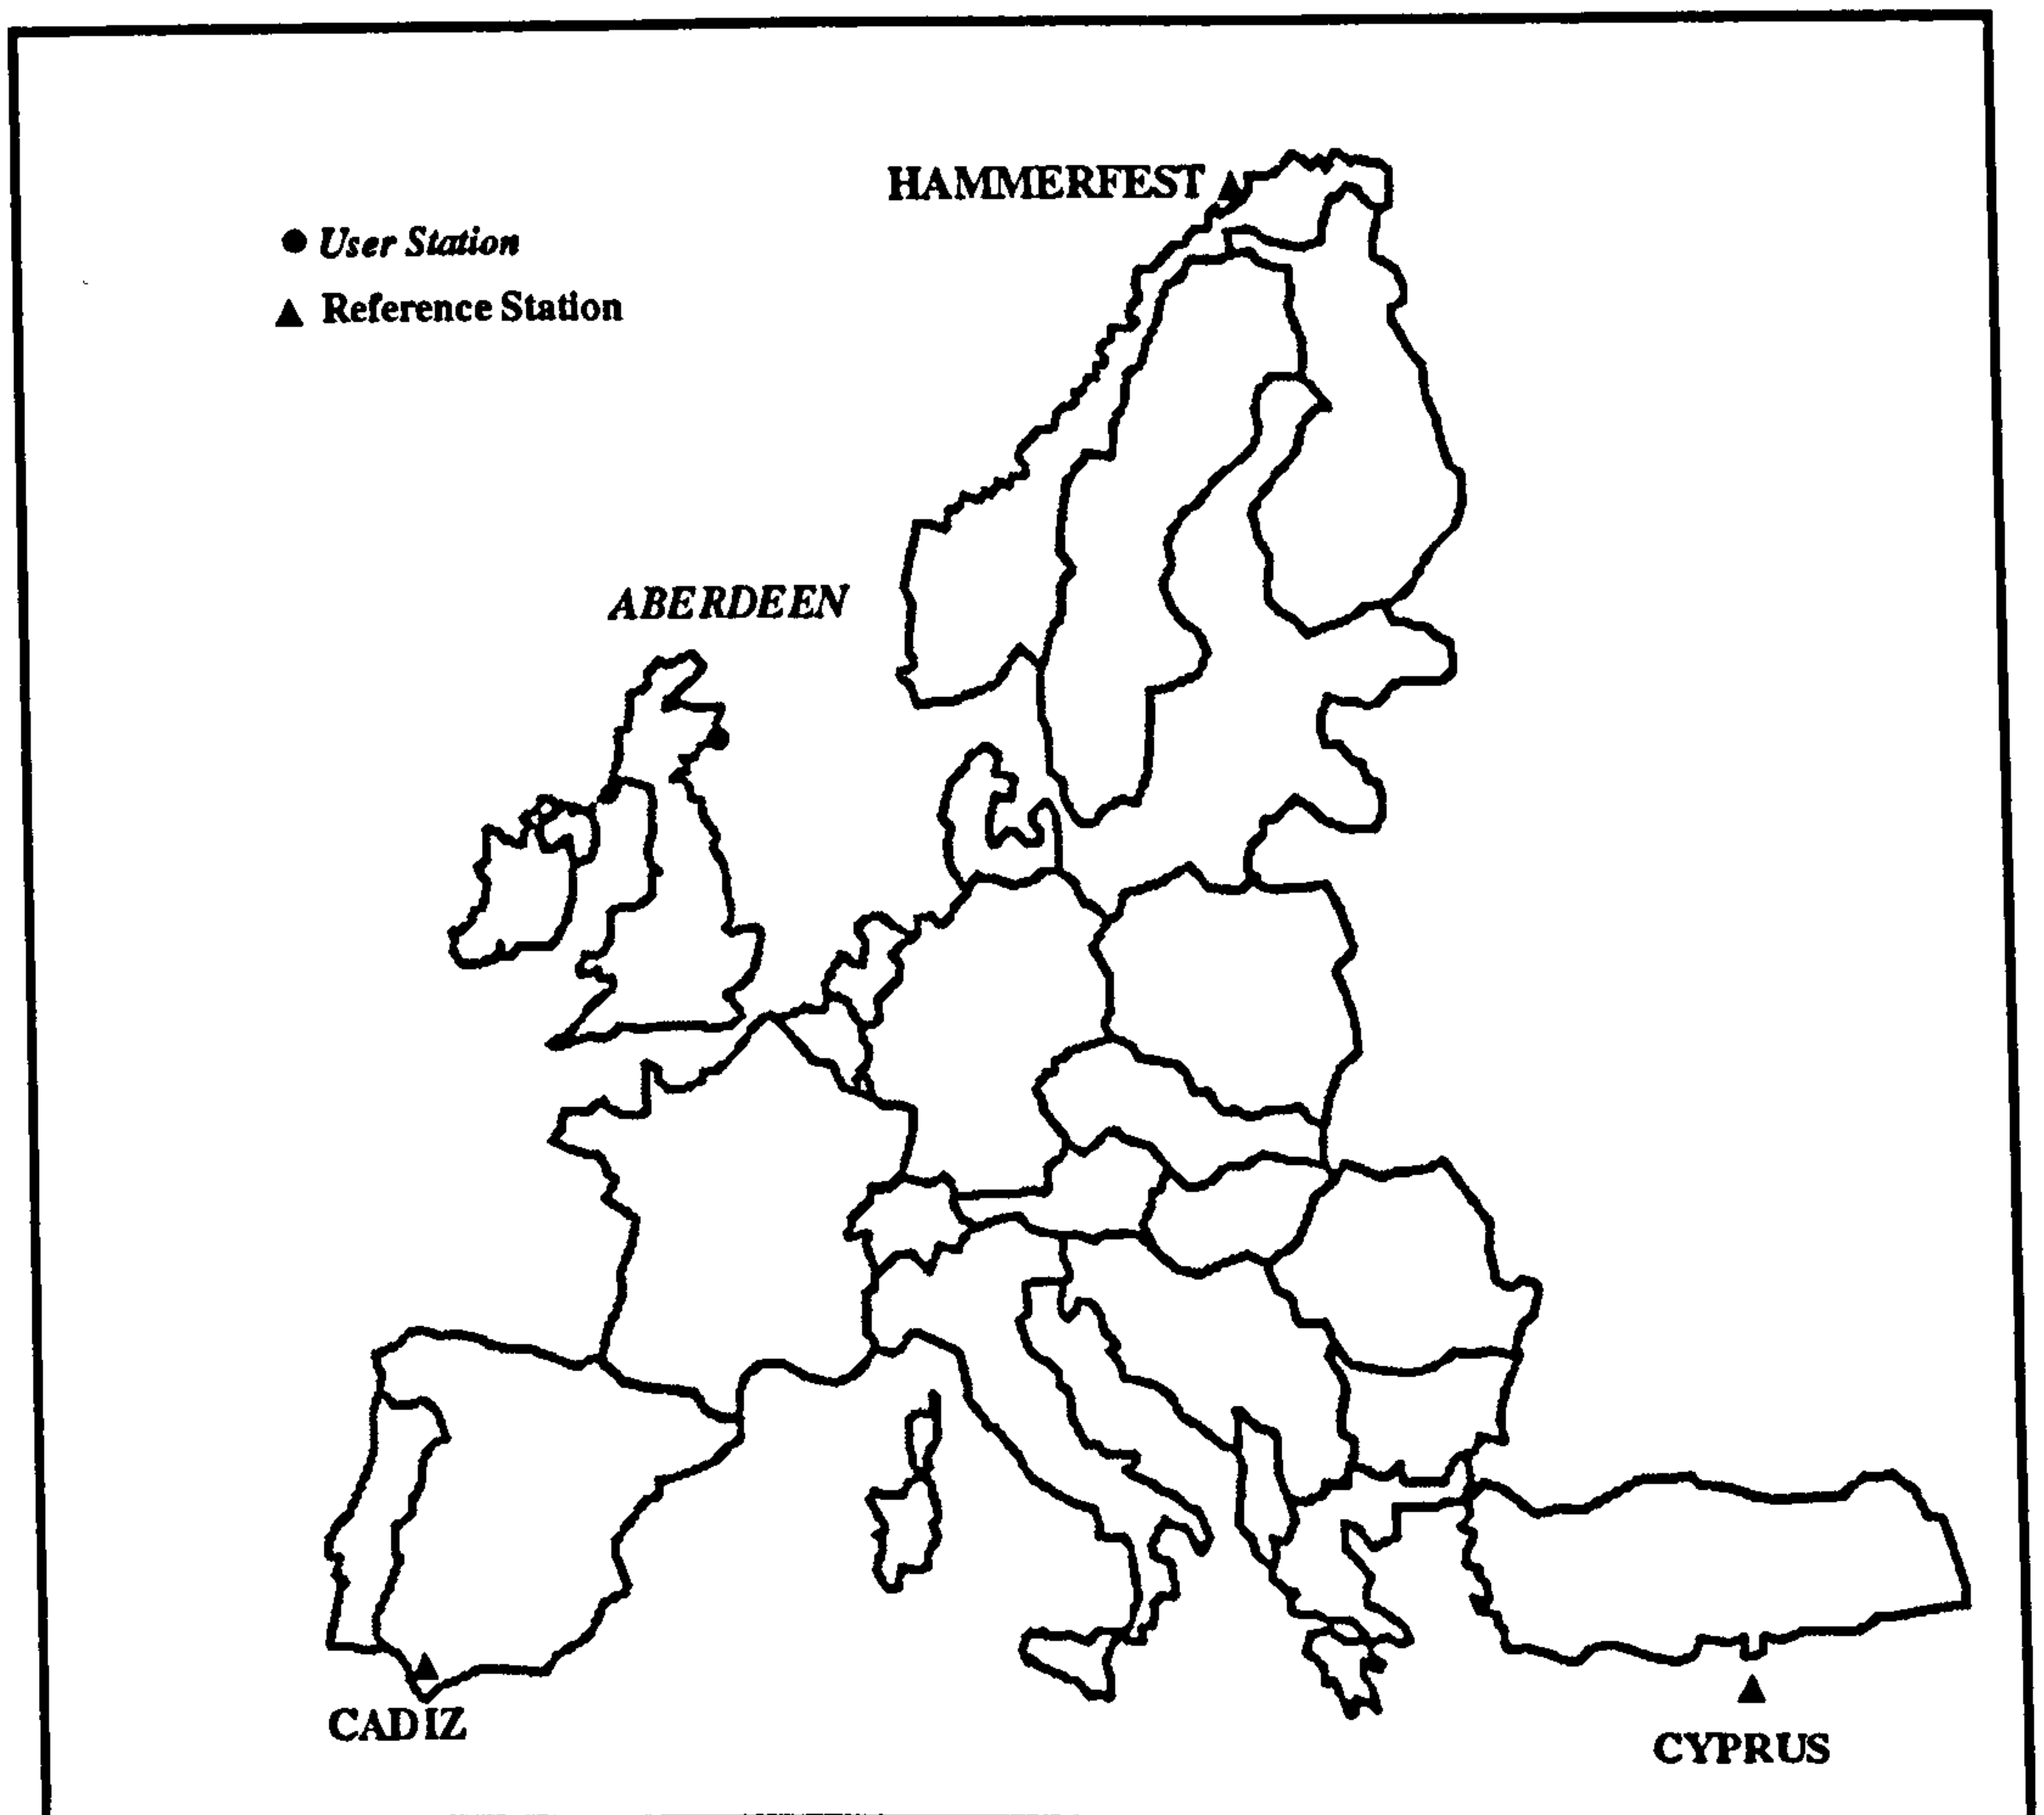 HAMMERFEST
User Station
Reference Station
ABERDEEN
CADIZ
CYPRUS